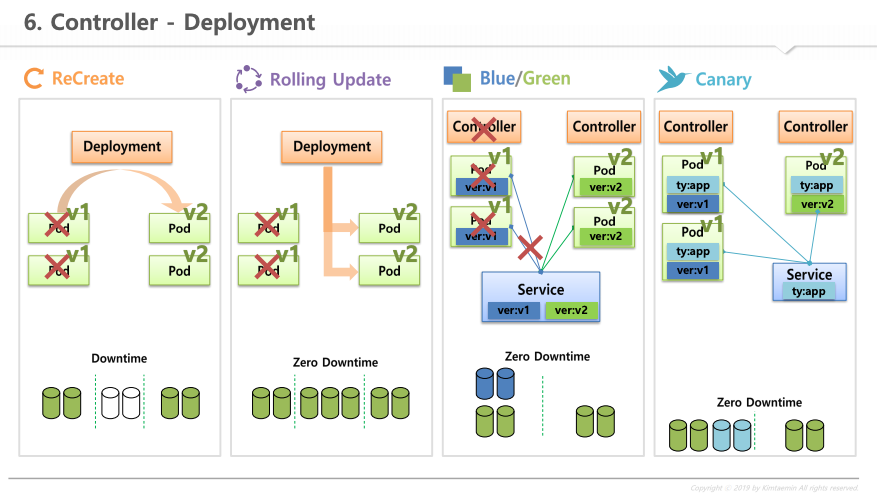 6. Controller - Deployment
ReCreate
Deployment
v1
Pod
v1
Pod
v2
Pod
v2
Pod
Downtime
Rolling Update
Deployment
v1
Pod
v1
Pod
v2
Pod
v2
Pod
Zero Downtime
Blue/Green
Controller
Controller
v1
Pod
ver:v1
v1
Pod
ver:v1
v2
Pod
ver:v2
v2
Pod
ver:v2
Service
ver:v1
ver:v2
Zero Downtime
Canary
Controller
Controller
v1
Pod
ty:app
ver:v1
v1
Pod
ty:app
ver:v1
v2
Pod
ty:app
ver:v2
Service
ty:app
Zero Downtime
Copyright © 2019 by Kimtaemin All rights reserved